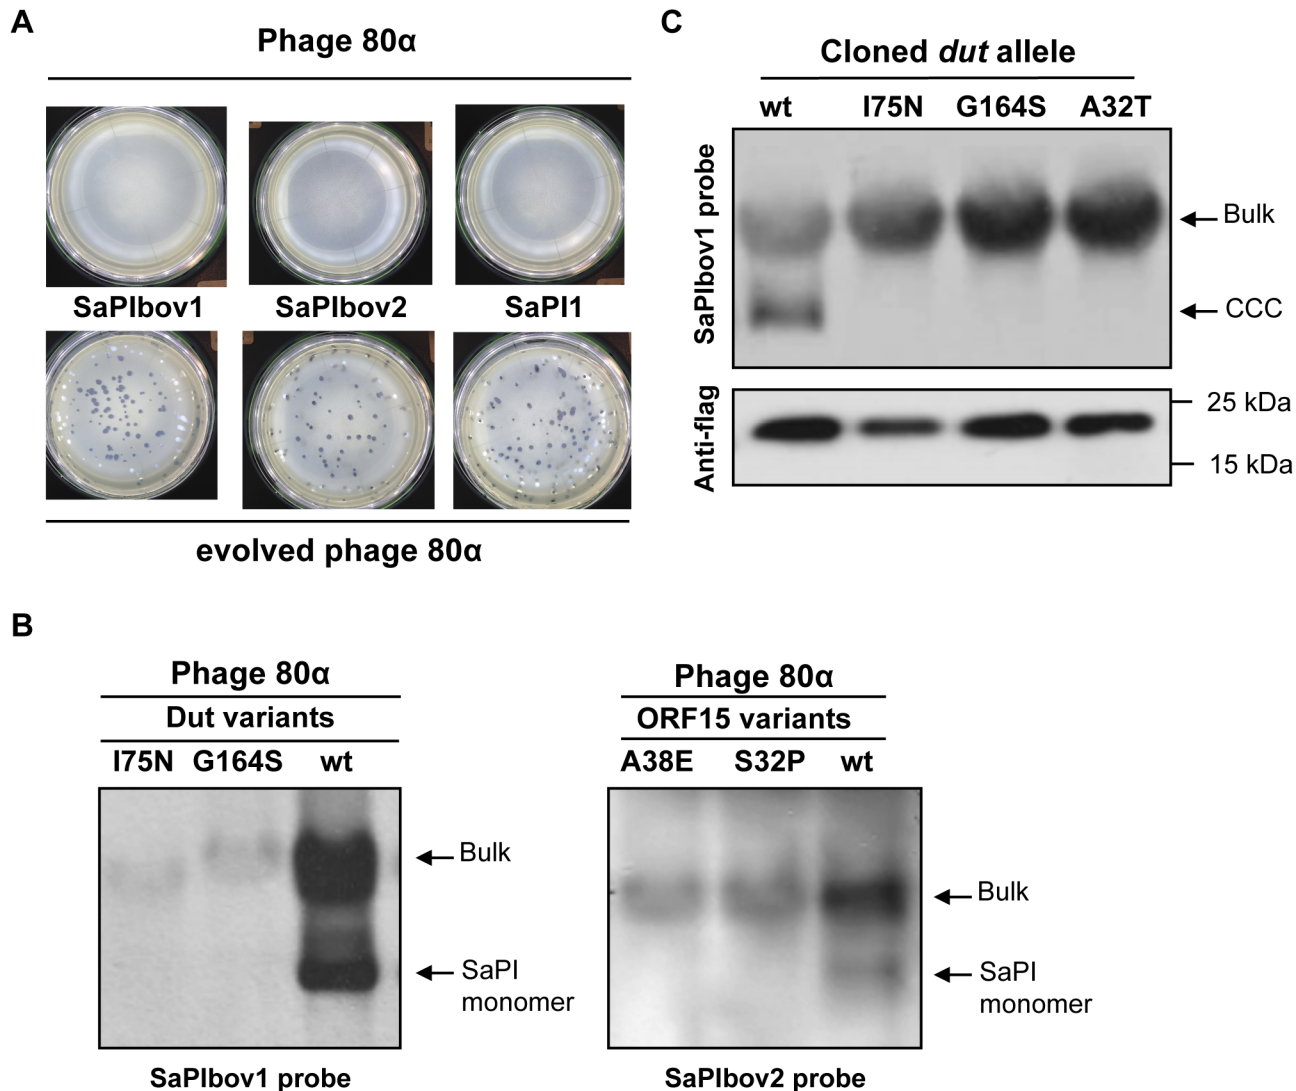 A
Phage 80α
SaPIbov1 SaPIbov2 SaPI1
evolved phage 80α
C
Cloned dut allele
wt I75N G164S A32T
SaPIbov1 probe
Bulk
CCC
Anti-flag
25 kDa
15 kDa
B
Phage 80α
Dut variants
I75N G164S wt
Bulk
SaPI
monomer
SaPIbov1 probe
Phage 80α
ORF15 variants
A38E S32P wt
Bulk
SaPI
monomer
SaPIbov2 probe